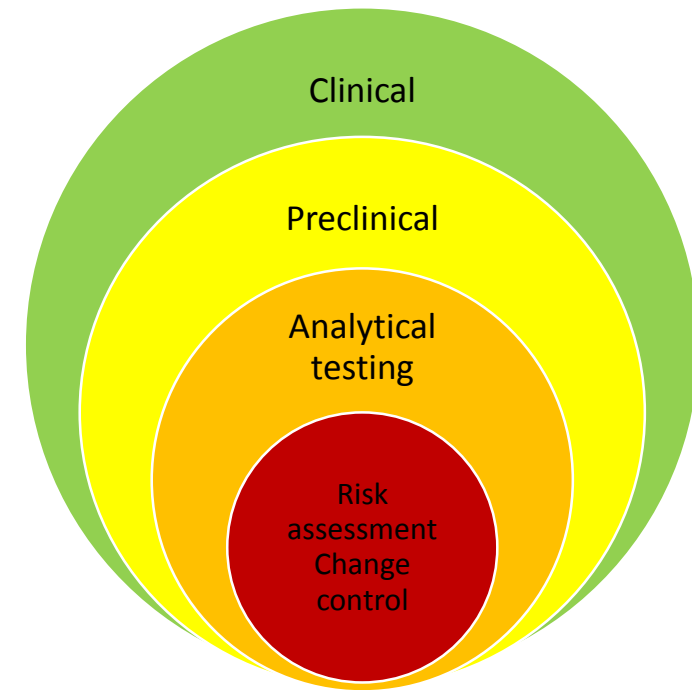 Clinical
Preclinical
Analytical
testing
Risk
assessment
Change
control